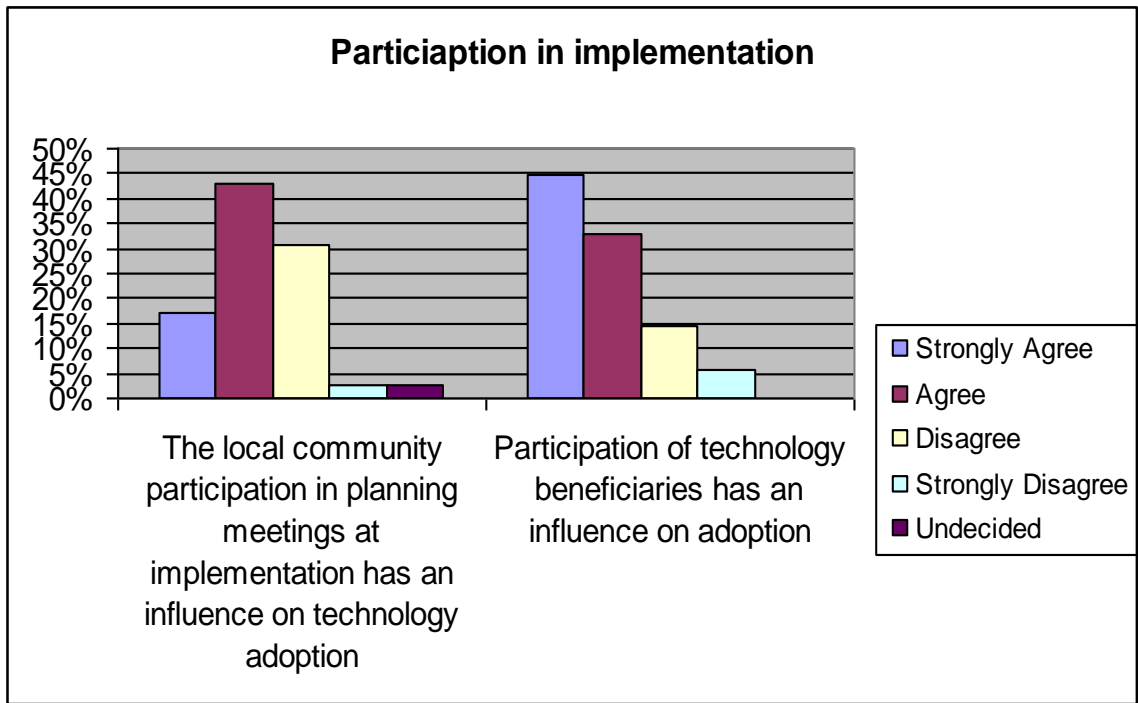 Particiaption in implementation
50%
45%
40%
35%
30%
25%
20%
15%
10%
5%
0%
The local community
participation in planning
meetings at
implementation has an
influence on technology
adoption
Participation of technology
beneficiaries has an
influence on adoption
Strongly Agree
Agree
Disagree
Strongly Disagree
Undecided